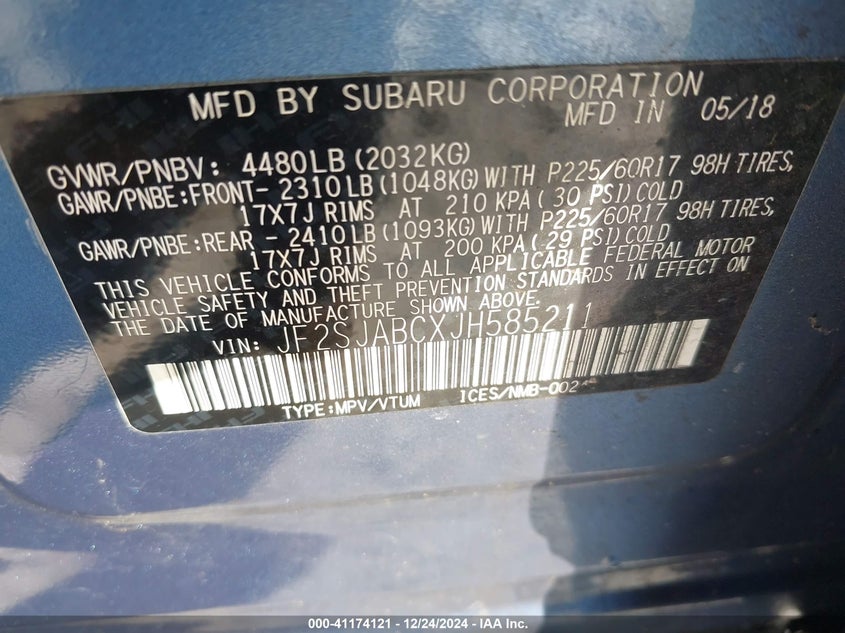 MFD BY SUBARU CORPORATION
MFD IN 05/18
GVWR/PNBV: 4480LB (2032KG)
GAWR/PNBE:FRONT- 2310LB (1048KG) WITH P225/60R17 98H TIRES,
17X7J RIMS AT 210 KPA ( 30 PSI) COLD
GAWR/PNBE:REAR - 2410LB (1093KG) WITH P225/60R17 98H TIRES,
17X7J RIMS AT 200 KPA ( 29 PSI) COLD
THIS VEHICLE CONFORMS TO ALL APPLICABLE FEDERAL MOTOR
VEHICLE SAFETY AND THEFT PREVENTION STANDARDS IN EFFECT ON
THE DATE OF MANUFACTURE SHOWN ABOVE.
VIN: JF2SJABCXJH585211
TYPE:MPV/VTUM ICES/NMB-002
000-41174121 - 12/24/2024 - IAA Inc.